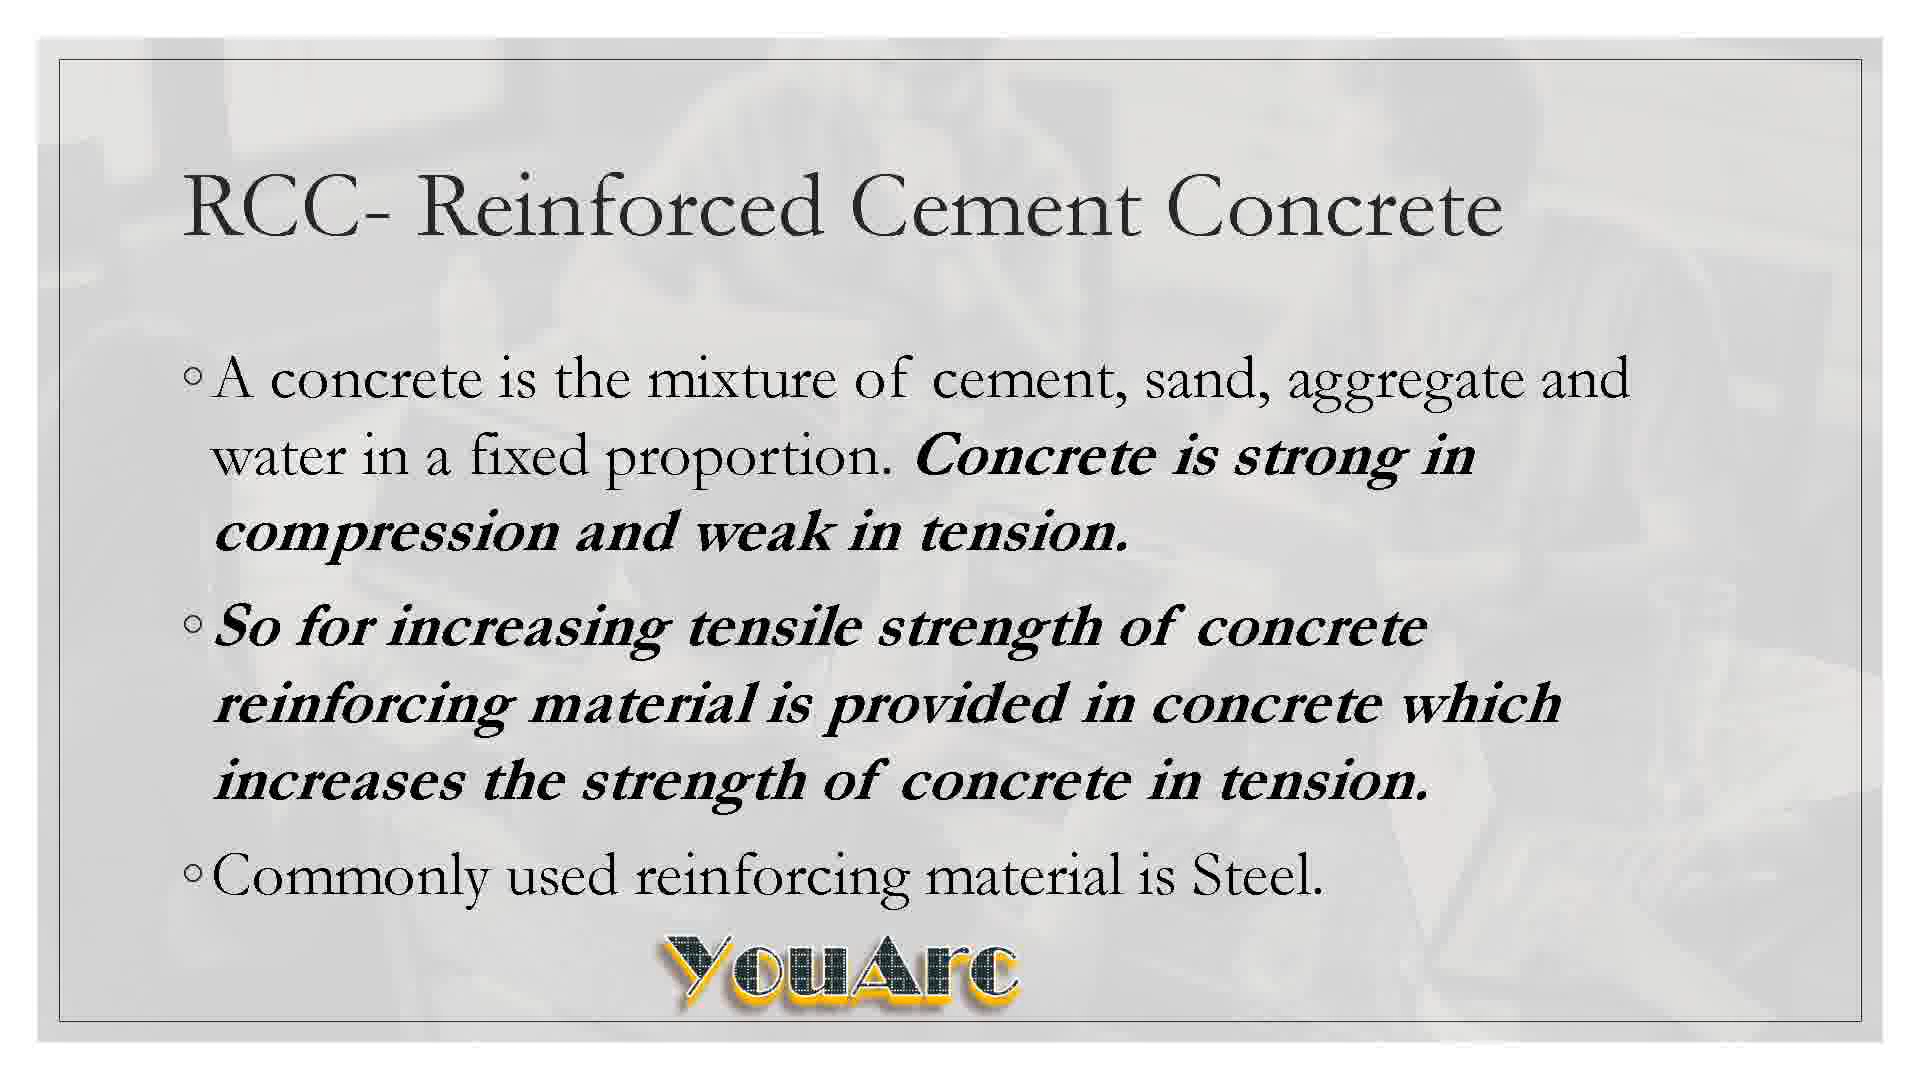 RCC- Reinforced Cement Concrete
◦ A concrete is the mixture of cement, sand, aggregate and
water in a fixed proportion. Concrete is strong in
compression and weak in tension.
◦ So for increasing tensile strength of concrete
reinforcing material is provided in concrete which
increases the strength of concrete in tension.
◦ Commonly used reinforcing material is Steel.
YouArc